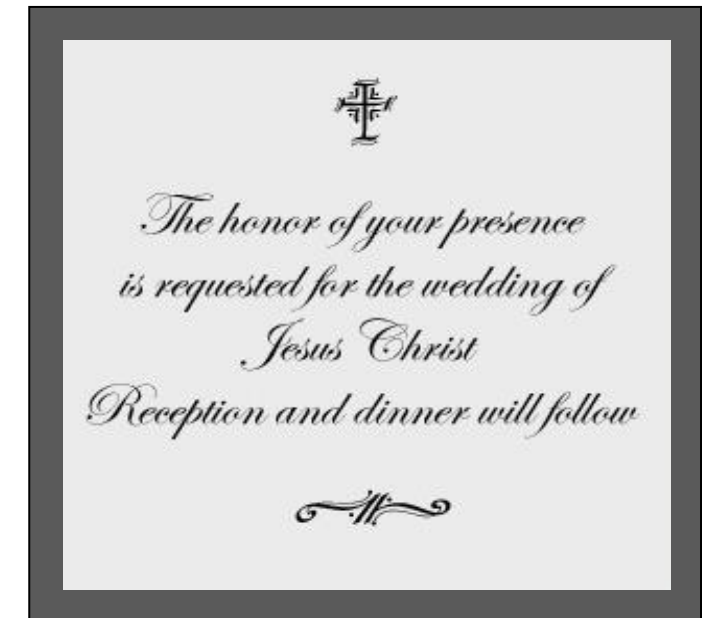 The honor of your presence
is requested for the wedding of
Jesus Christ
Reception and dinner will follow